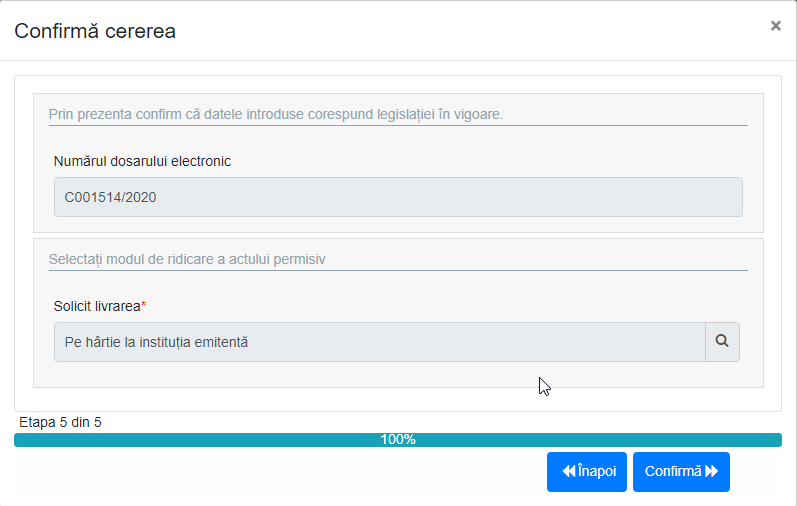 Confirmă cererea
×
Prin prezenta confirm că datele introduse corespund legislației în vigoare.
Numărul dosarului electronic
C001514/2020
Selectați modul de ridicare a actului permisiv
Solicit livrarea*
Pe hârtie la instituția emitentă
Etapa 5 din 5
100%
Înapoi
Confirmă